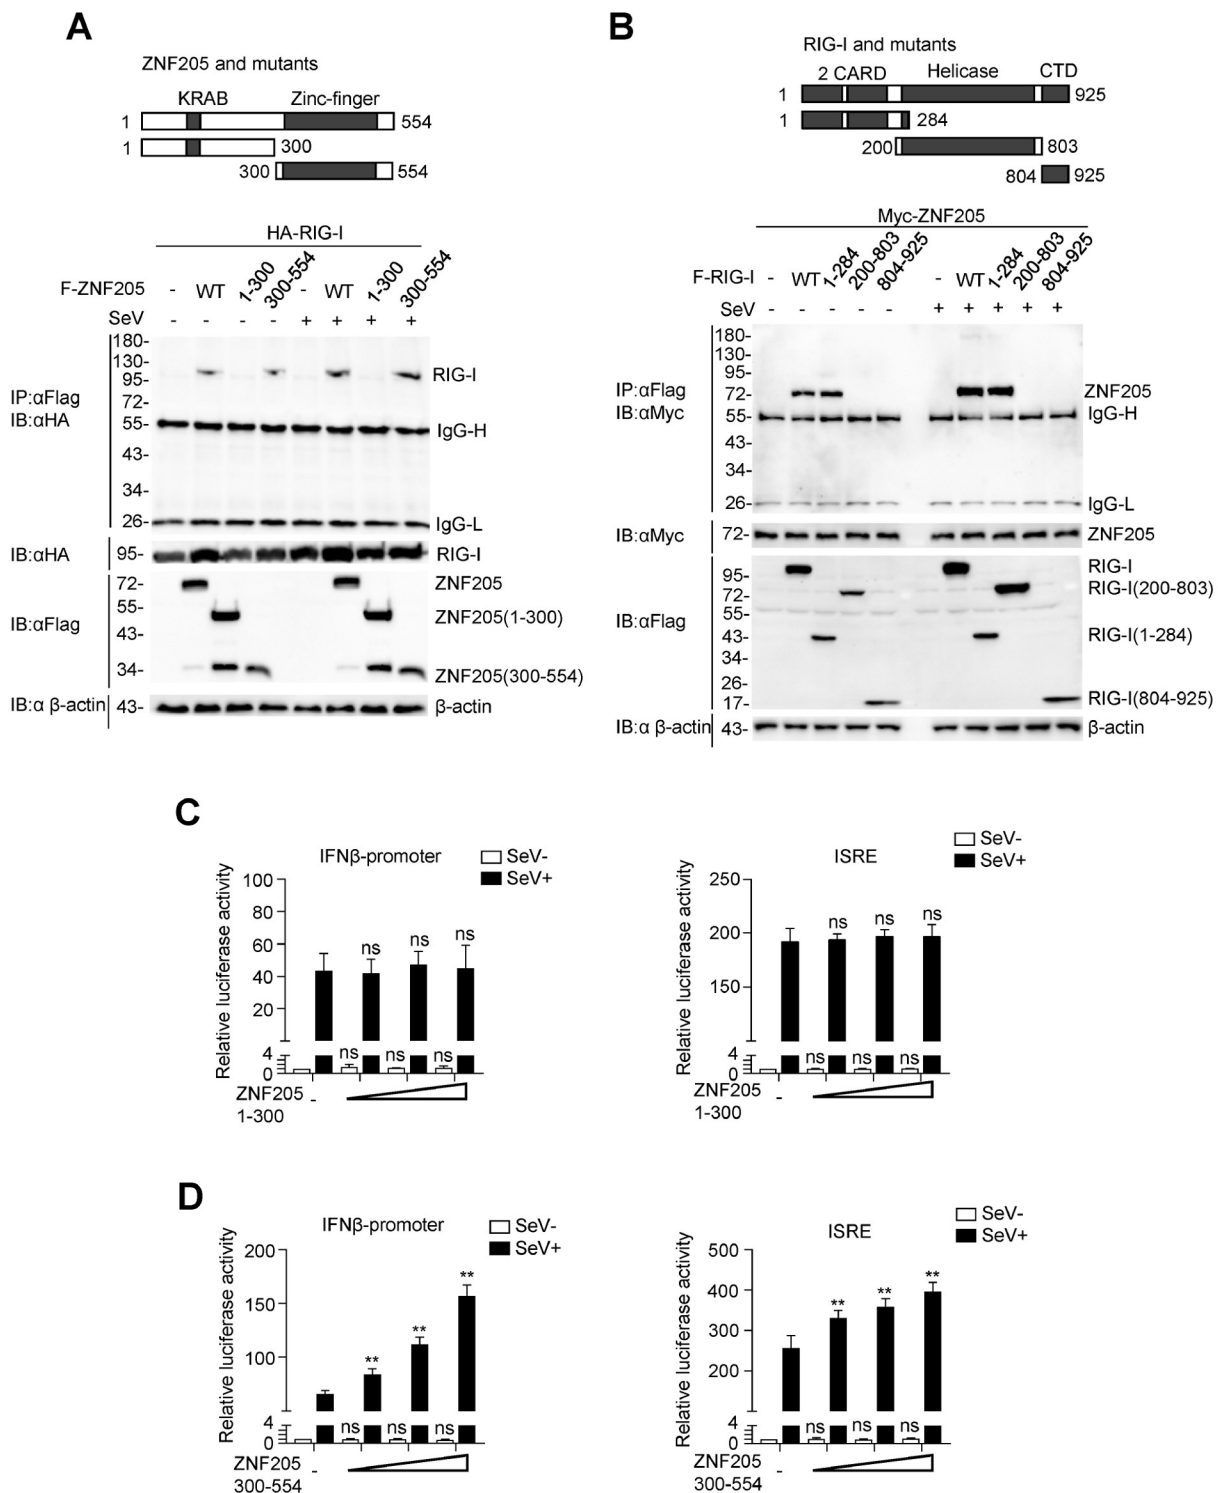 A
ZNF205 and mutants
KRAB Zinc-finger
1 554
1 300
300 554
HA-RIG-I
F-ZNF205 - WT 1-300 300-554 - WT 1-300 300-554
SeV - - - - + + + +
IP:αFlag
IB:αHA
180-
130-
95-
72-
55-
43-
34-
26-
RIG-I
IgG-H
IgG-L
IB:αHA 95- RIG-I
IB:αFlag
72-
55-
43-
34-
ZNF205
ZNF205(1-300)
ZNF205(300-554)
IB:α β-actin 43- β-actin
B
RIG-I and mutants
2 CARD Helicase CTD
1 925
1 284
200 803
804 925
Myc-ZNF205
F-RIG-I - WT 1-284 200-803 804-925 - WT 1-284 200-803 804-925
SeV - - - - - + + + + +
IP:αFlag
IB:αMyc
180-
130-
95-
72-
55-
43-
34-
26-
ZNF205
IgG-H
IgG-L
IB:αMyc 72- ZNF205
IB:αFlag
95-
72-
55-
43-
34-
26-
17-
RIG-I
RIG-I(200-803)
RIG-I(1-284)
RIG-I(804-925)
IB:α β-actin 43- β-actin
C
IFNβ-promoter
SeV-
SeV+
Relative luciferase activity
100
80
60
40
20
4
0
ns ns ns
ns ns ns
ZNF205
1-300
-
ISRE
SeV-
SeV+
Relative luciferase activity
250
200
150
4
0
ns ns ns
ns ns ns
ZNF205
1-300
-
D
IFNβ-promoter
SeV-
SeV+
Relative luciferase activity
200
150
100
4
0
** ** **
ns ns ns
ZNF205
300-554
-
ISRE
SeV-
SeV+
Relative luciferase activity
500
400
300
200
4
0
** ** **
ns ns ns
ZNF205
300-554
-